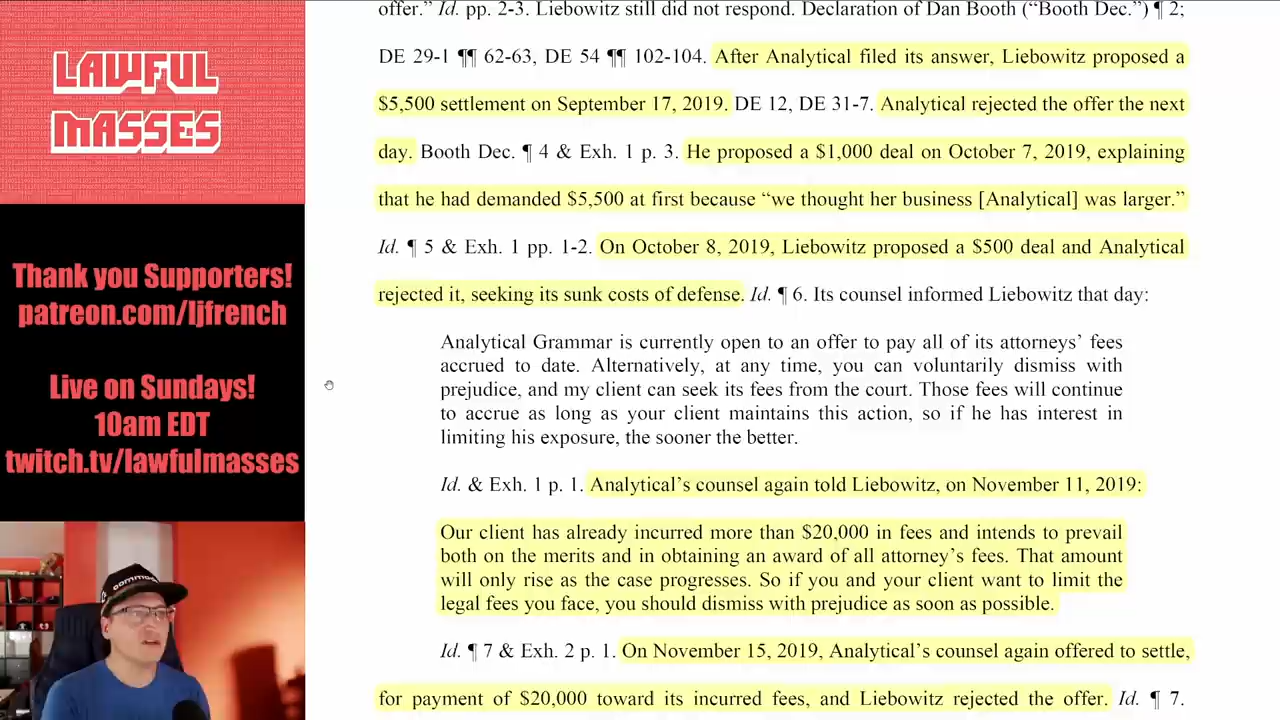 LAWFUL
MASSES
Thank you Supporters!
patreon.com/ljfrench
Live on Sundays!
10am EDT
twitch.tv/lawfulmasses
offer.” Id. pp. 2-3. Liebowitz still did not respond. Declaration of Dan Booth (“Booth Dec.”) ¶ 2;
DE 29-1 ¶¶ 62-63, DE 54 ¶¶ 102-104. After Analytical filed its answer, Liebowitz proposed a
$5,500 settlement on September 17, 2019. DE 12, DE 31-7. Analytical rejected the offer the next
day. Booth Dec. ¶ 4 & Exh. 1 p. 3. He proposed a $1,000 deal on October 7, 2019, explaining
that he had demanded $5,500 at first because “we thought her business [Analytical] was larger.”
Id. ¶ 5 & Exh. 1 pp. 1-2. On October 8, 2019, Liebowitz proposed a $500 deal and Analytical
rejected it, seeking its sunk costs of defense. Id. ¶ 6. Its counsel informed Liebowitz that day:
Analytical Grammar is currently open to an offer to pay all of its attorneys’ fees
accrued to date. Alternatively, at any time, you can voluntarily dismiss with
prejudice, and my client can seek its fees from the court. Those fees will continue
to accrue as long as your client maintains this action, so if he has interest in
limiting his exposure, the sooner the better.
Id. & Exh. 1 p. 1. Analytical’s counsel again told Liebowitz, on November 11, 2019:
Our client has already incurred more than $20,000 in fees and intends to prevail
both on the merits and in obtaining an award of all attorney’s fees. That amount
will only rise as the case progresses. So if you and your client want to limit the
legal fees you face, you should dismiss with prejudice as soon as possible.
Id. ¶ 7 & Exh. 2 p. 1. On November 15, 2019, Analytical’s counsel again offered to settle,
for payment of $20,000 toward its incurred fees, and Liebowitz rejected the offer. Id. ¶ 7.